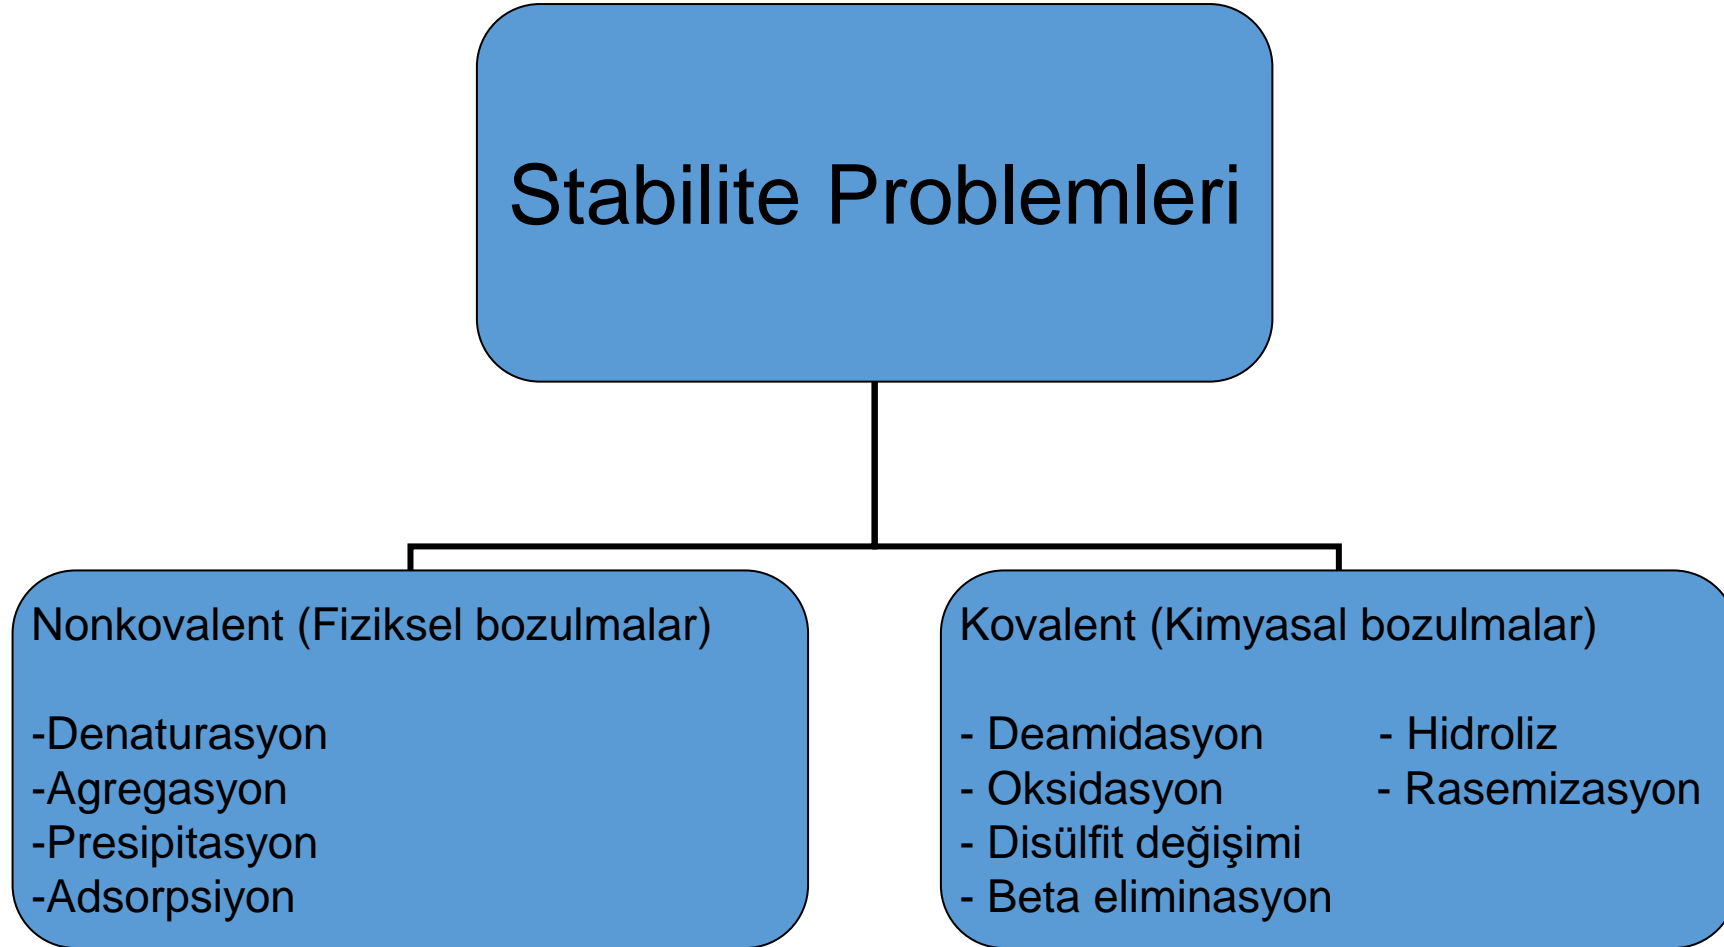 Stabilite Problemleri
Nonkovalent (Fiziksel bozulmalar)
-Denaturasyon
-Agregasyon
-Presipitasyon
-Adsorpsiyon
Kovalent (Kimyasal bozulmalar)
- Deamidasyon - Hidroliz
- Oksidasyon - Rasemizasyon
- Disülfit değişimi
- Beta eliminasyon